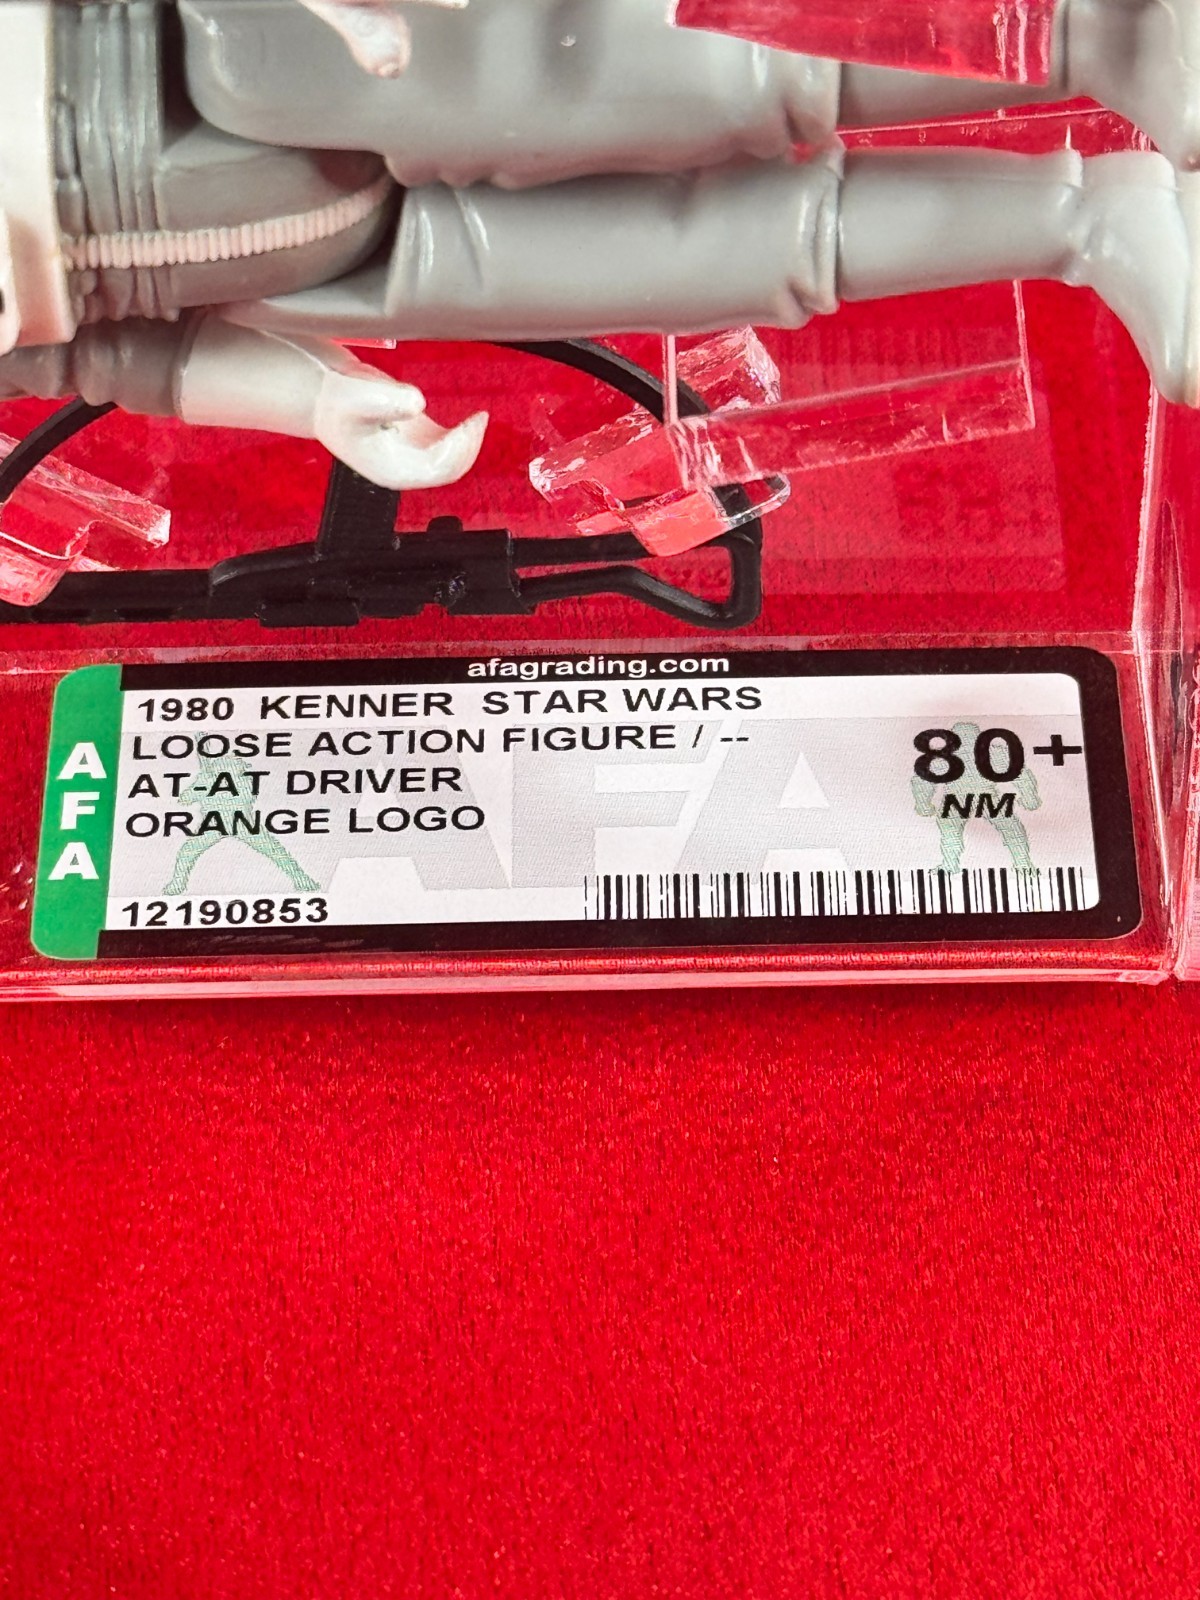 afagrading.com
1980 KENNER STAR WARS
LOOSE ACTION FIGURE / --
AT-AT DRIVER
ORANGE LOGO
12190853
80+
NM
AFA
AFA